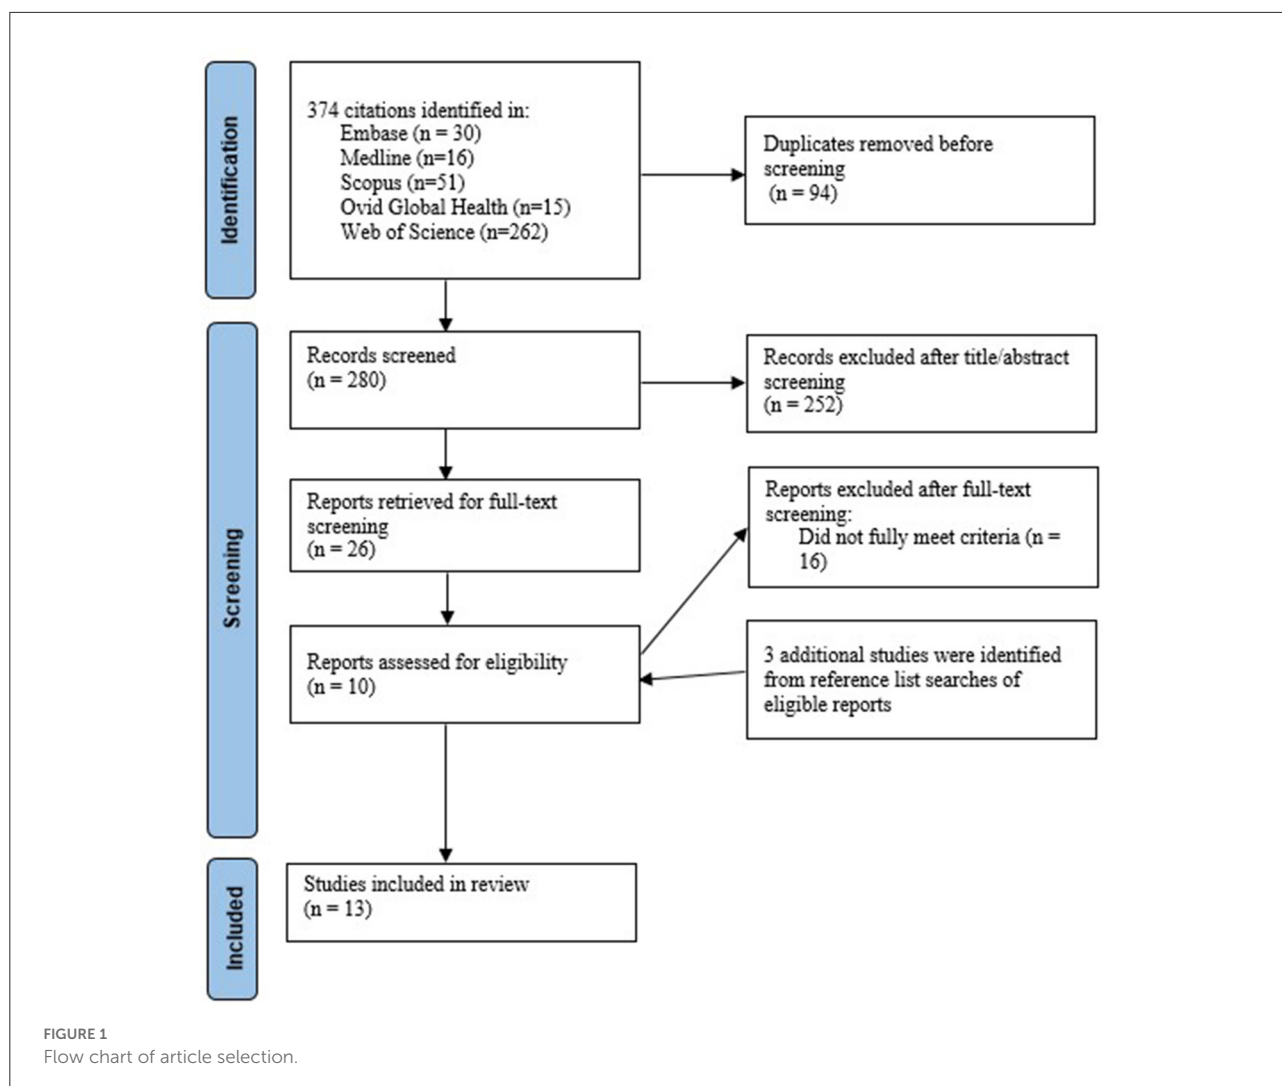 Identification
374 citations identified in:
Embase (n = 30)
Medline (n=16)
Scopus (n=51)
Ovid Global Health (n=15)
Web of Science (n=262)
Duplicates removed before
screening
(n = 94)
Screening
Records screened
(n = 280)
Records excluded after title/abstract
screening
(n = 252)
Reports retrieved for full-text
screening
(n = 26)
Reports excluded after full-text
screening:
Did not fully meet criteria (n =
16)
Reports assessed for eligibility
(n = 10)
3 additional studies were identified
from reference list searches of
eligible reports
Included
Studies included in review
(n = 13)
FIGURE 1
Flow chart of article selection.